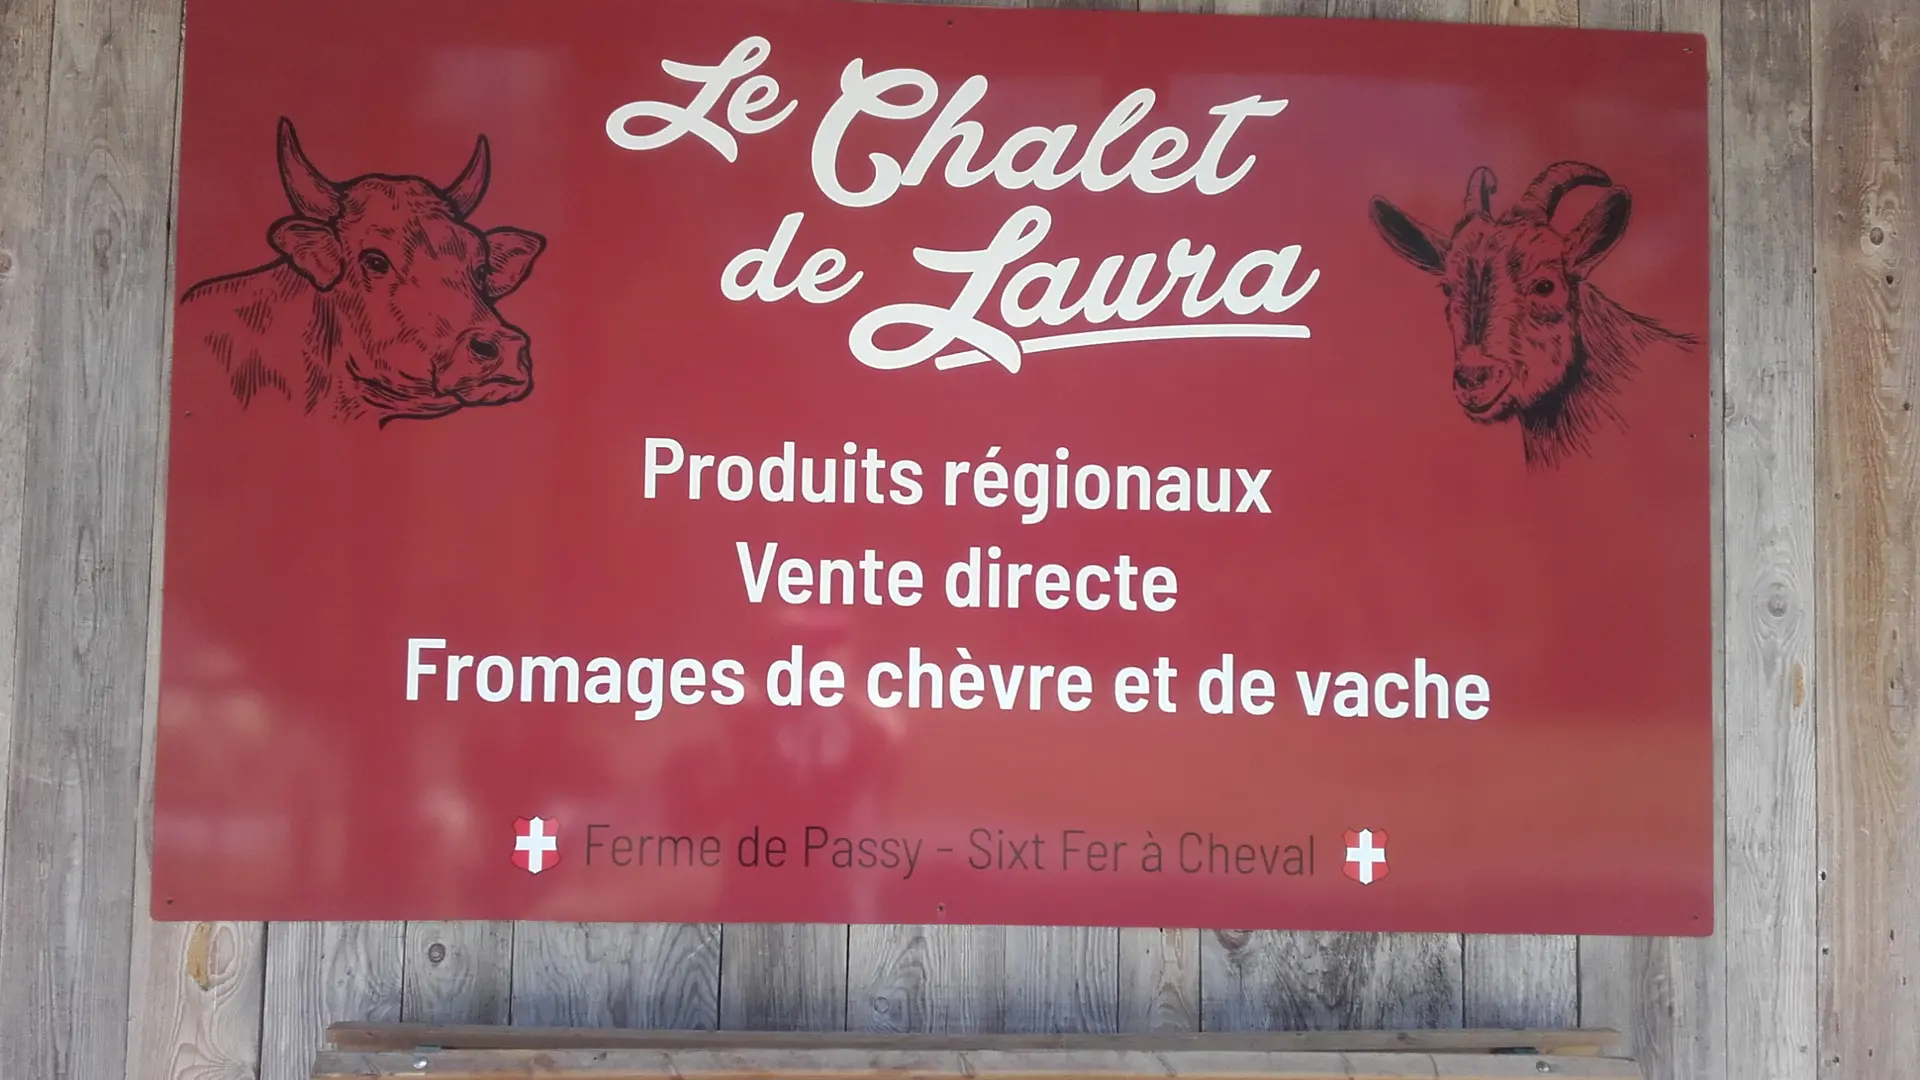 Le Chalet
de Laura
Produits régionaux
Vente directe
Fromages de chèvre et de vache
Ferme de Passy - Sixt Fer à Cheval